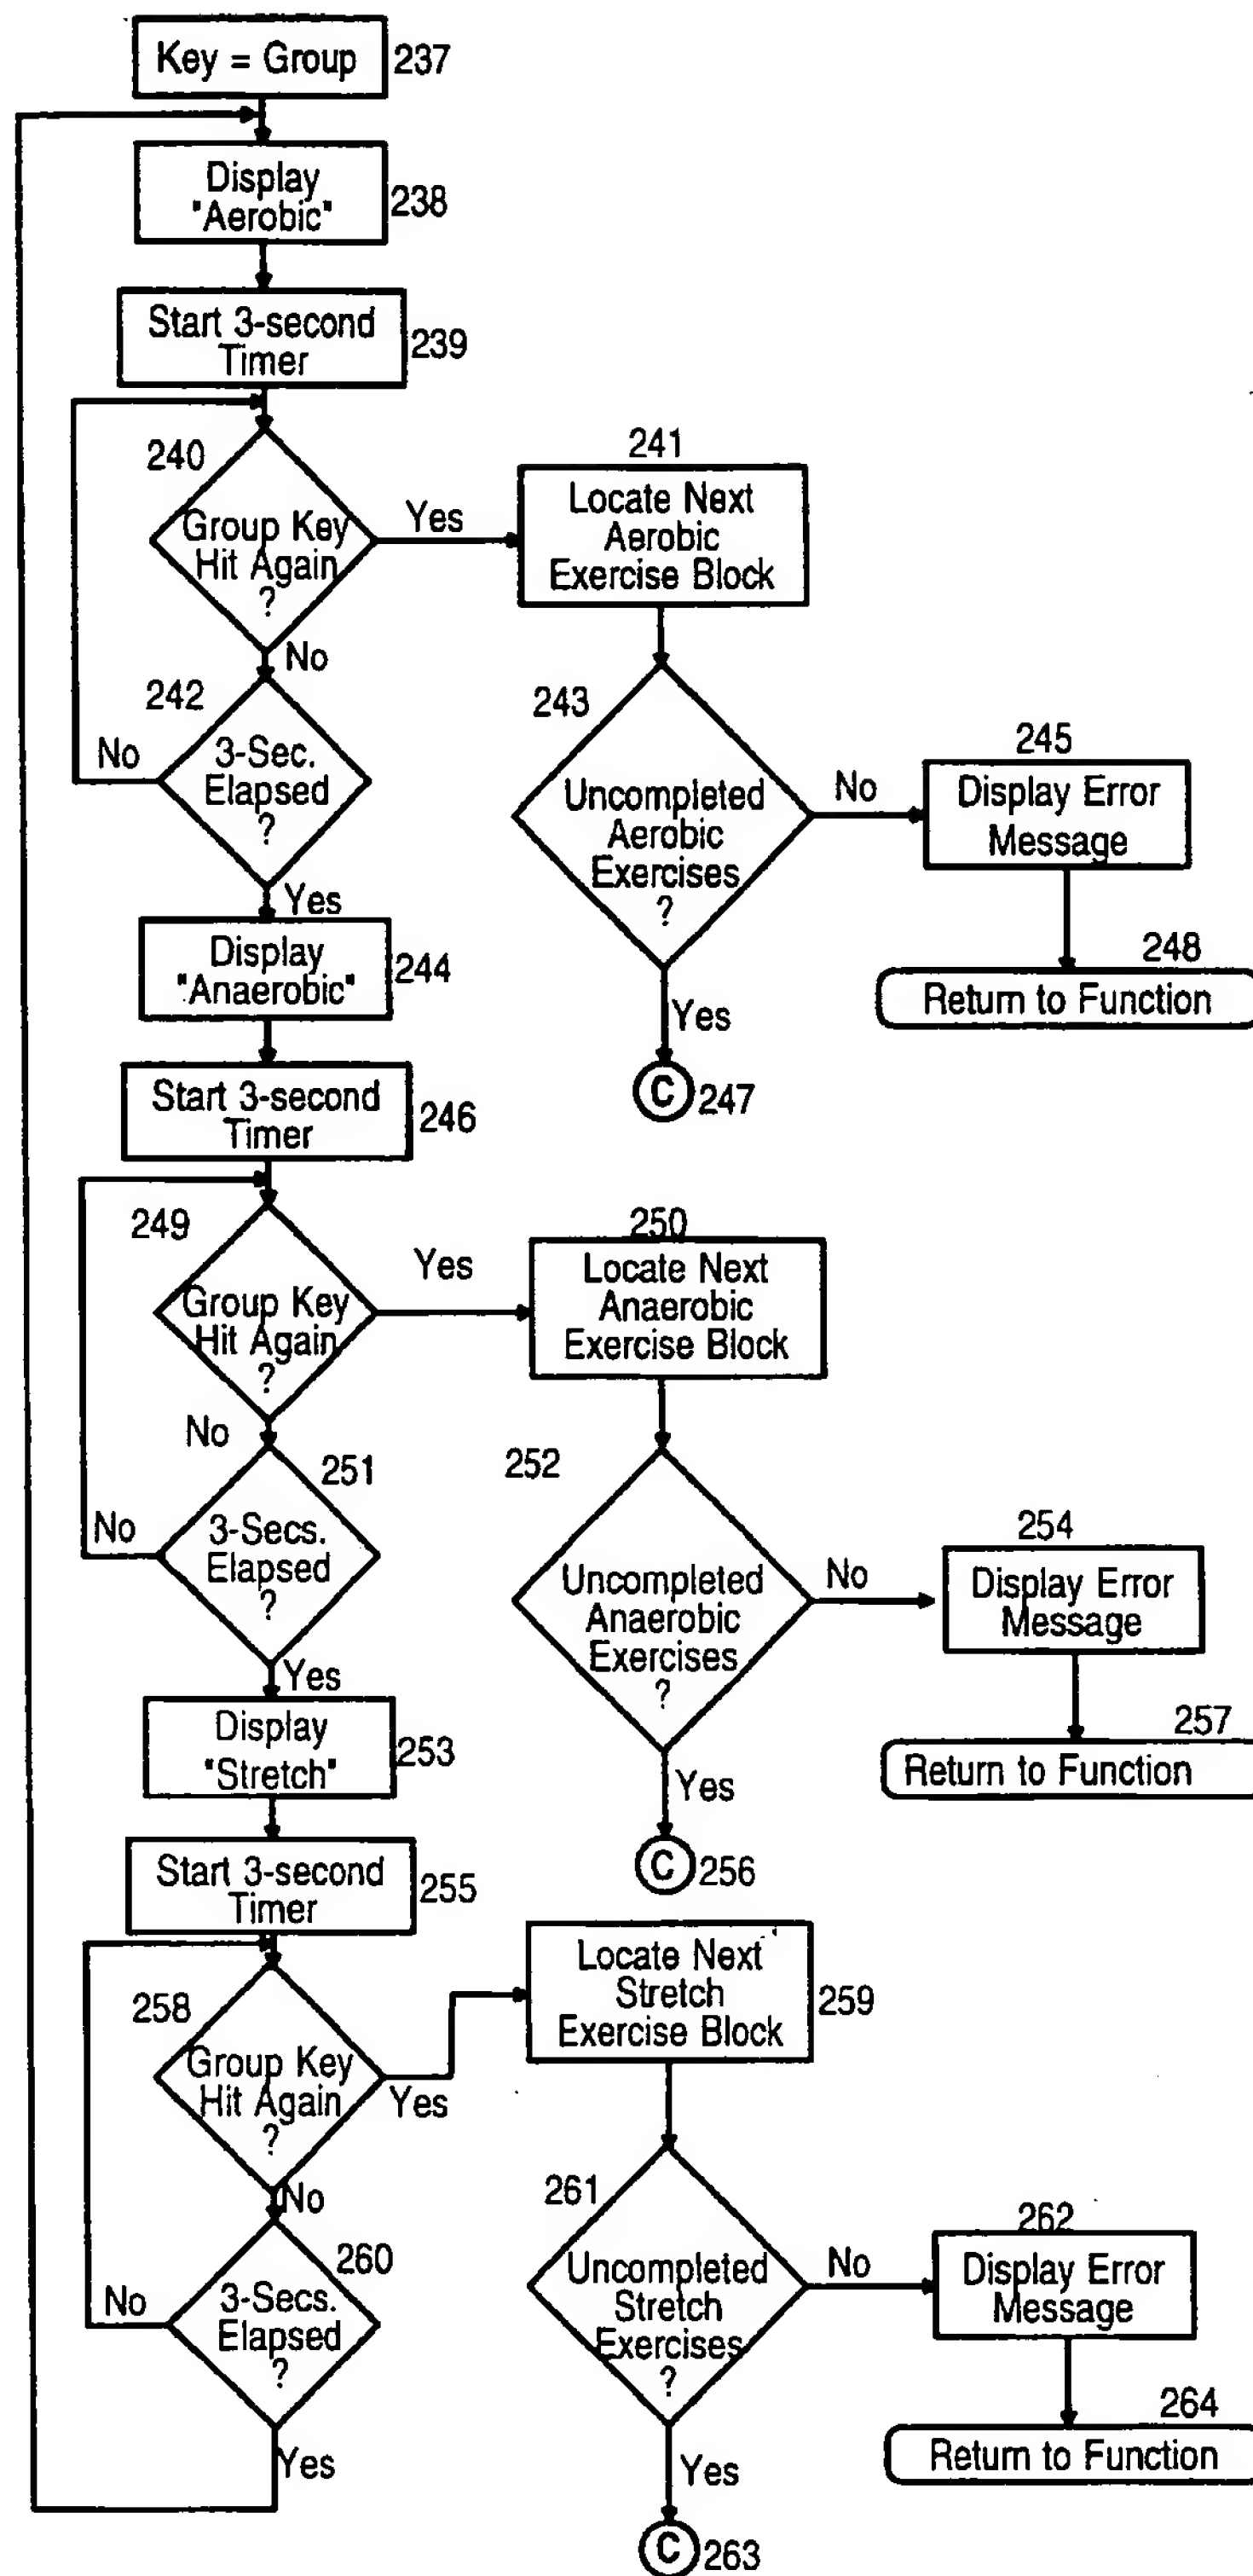 Key = Group 237
Display
"Aerobic" 238
Start 3-second
Timer 239
240
Group Key
Hit Again
?
Yes
No
241
Locate Next
Aerobic
Exercise Block
242
3-Sec.
Elapsed
?
No
Yes
243
Uncompleted
Aerobic
Exercises
?
No
Yes
245
Display Error
Message
248
Return to Function
C 247
Display
"Anaerobic" 244
Start 3-second
Timer 246
249
Group Key
Hit Again
?
Yes
No
250
Locate Next
Anaerobic
Exercise Block
251
3-Secs.
Elapsed
?
No
Yes
252
Uncompleted
Anaerobic
Exercises
?
No
Yes
254
Display Error
Message
257
Return to Function
C 256
Display
"Stretch" 253
Start 3-second
Timer 255
258
Group Key
Hit Again
?
Yes
No
Locate Next
Stretch
Exercise Block
259
260
3-Secs.
Elapsed
?
No
Yes
261
Uncompleted
Stretch
Exercises
?
No
Yes
262
Display Error
Message
264
Return to Function
C 263